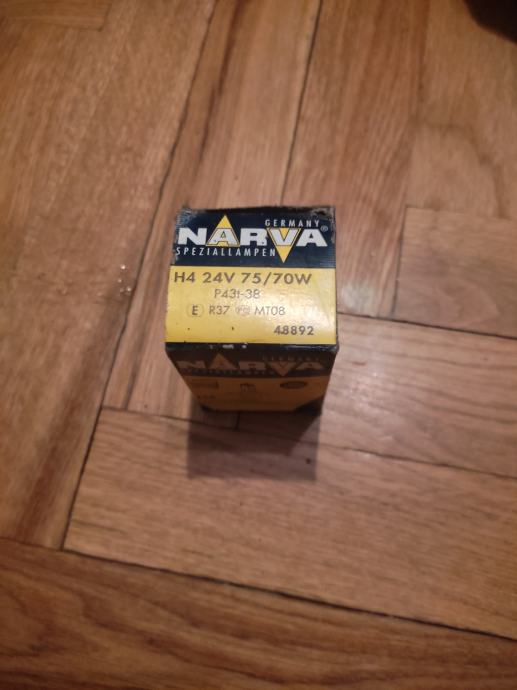 GERMANY
NARVA®
SPEZIALLAMPEN
H4 24V 75/70W
P43t-38
E R37 MT08
48892
NARVA